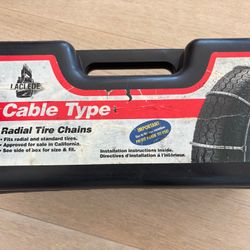 LACLEDE
Cable Type
Radial Tire Chains
• Fits radial and standard tires.
• Approved for sale in California.
• See side of box for size & fit.
IMPORTANT
Installation Instructions Inside.
Directives d'Installation à l'intérieur.